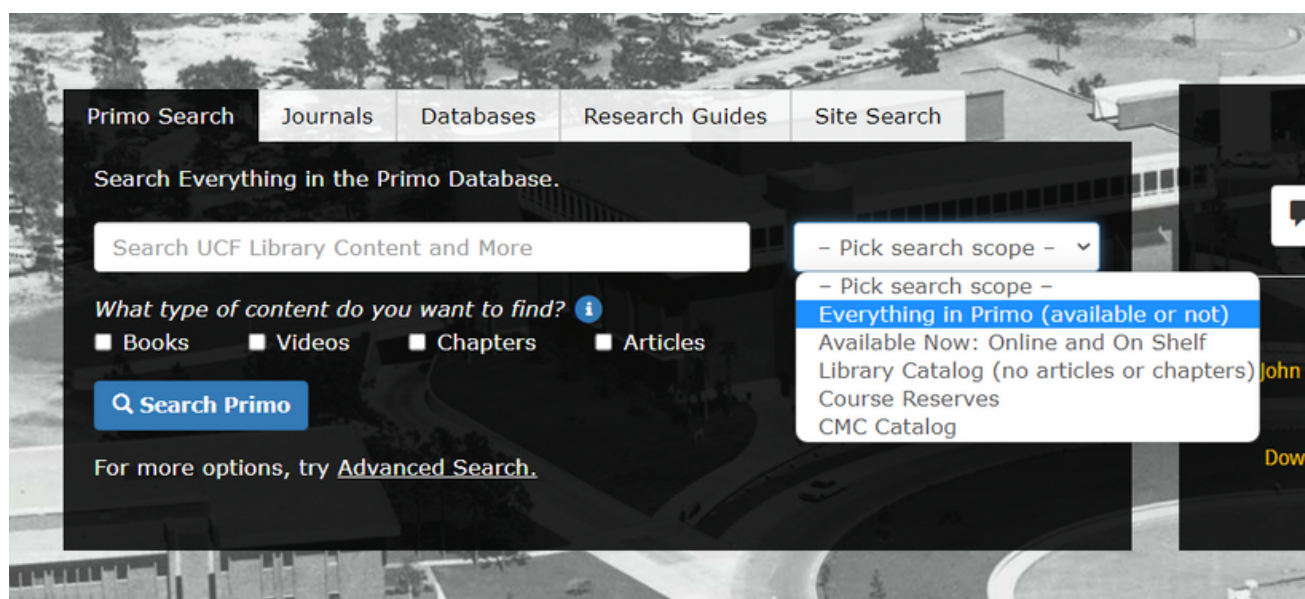 Primo Search Journals Databases Research Guides Site Search
Search Everything in the Primo Database.
Search UCF Library Content and More
– Pick search scope –
– Pick search scope –
Everything in Primo (available or not)
Available Now: Online and On Shelf
Library Catalog (no articles or chapters)
Course Reserves
CMC Catalog
What type of content do you want to find?
Books Videos Chapters Articles
Search Primo
For more options, try Advanced Search.
John
Dow